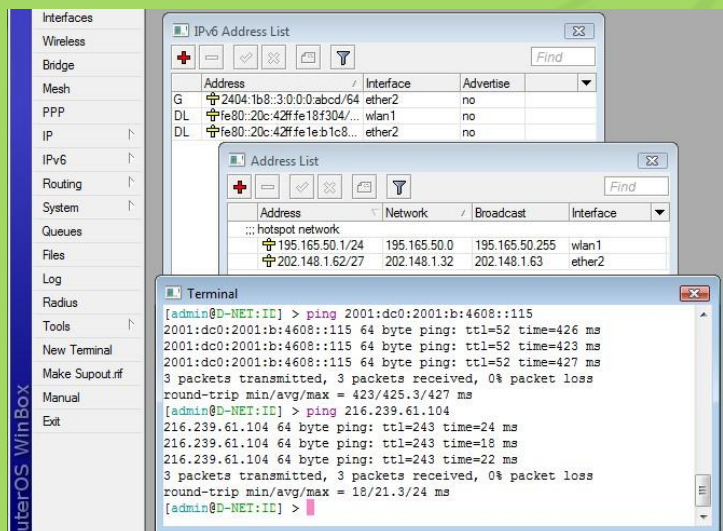 Interfaces
Wireless
Bridge
Mesh
PPP
IP
IPv6
Routing
System
Queues
Files
Log
Radius
Tools
New Terminal
Make Supout.rif
Manual
Exit
uterOS WinBox
IPv6 Address List
Find
Address / Interface Advertise
G 2404:1b8::3:0:0:0:abcd/64 ether2 no
DL fe80::20c:42ff:fe18:f304/... wlan1 no
DL fe80::20c:42ff:fe1e:b1c8... ether2 no
Address List
Find
Address Network / Broadcast Interface
;;; hotspot network
195.165.50.1/24 195.165.50.0 195.165.50.255 wlan1
202.148.1.62/27 202.148.1.32 202.148.1.63 ether2
Terminal
[admin@D-NET:ID] > ping 2001:dc0:2001:b:4608::115
2001:dc0:2001:b:4608::115 64 byte ping: ttl=52 time=426 ms
2001:dc0:2001:b:4608::115 64 byte ping: ttl=52 time=423 ms
2001:dc0:2001:b:4608::115 64 byte ping: ttl=52 time=427 ms
3 packets transmitted, 3 packets received, 0% packet loss
round-trip min/avg/max = 423/425.3/427 ms
[admin@D-NET:ID] > ping 216.239.61.104
216.239.61.104 64 byte ping: ttl=243 time=24 ms
216.239.61.104 64 byte ping: ttl=243 time=18 ms
216.239.61.104 64 byte ping: ttl=243 time=22 ms
3 packets transmitted, 3 packets received, 0% packet loss
round-trip min/avg/max = 18/21.3/24 ms
[admin@D-NET:ID] >